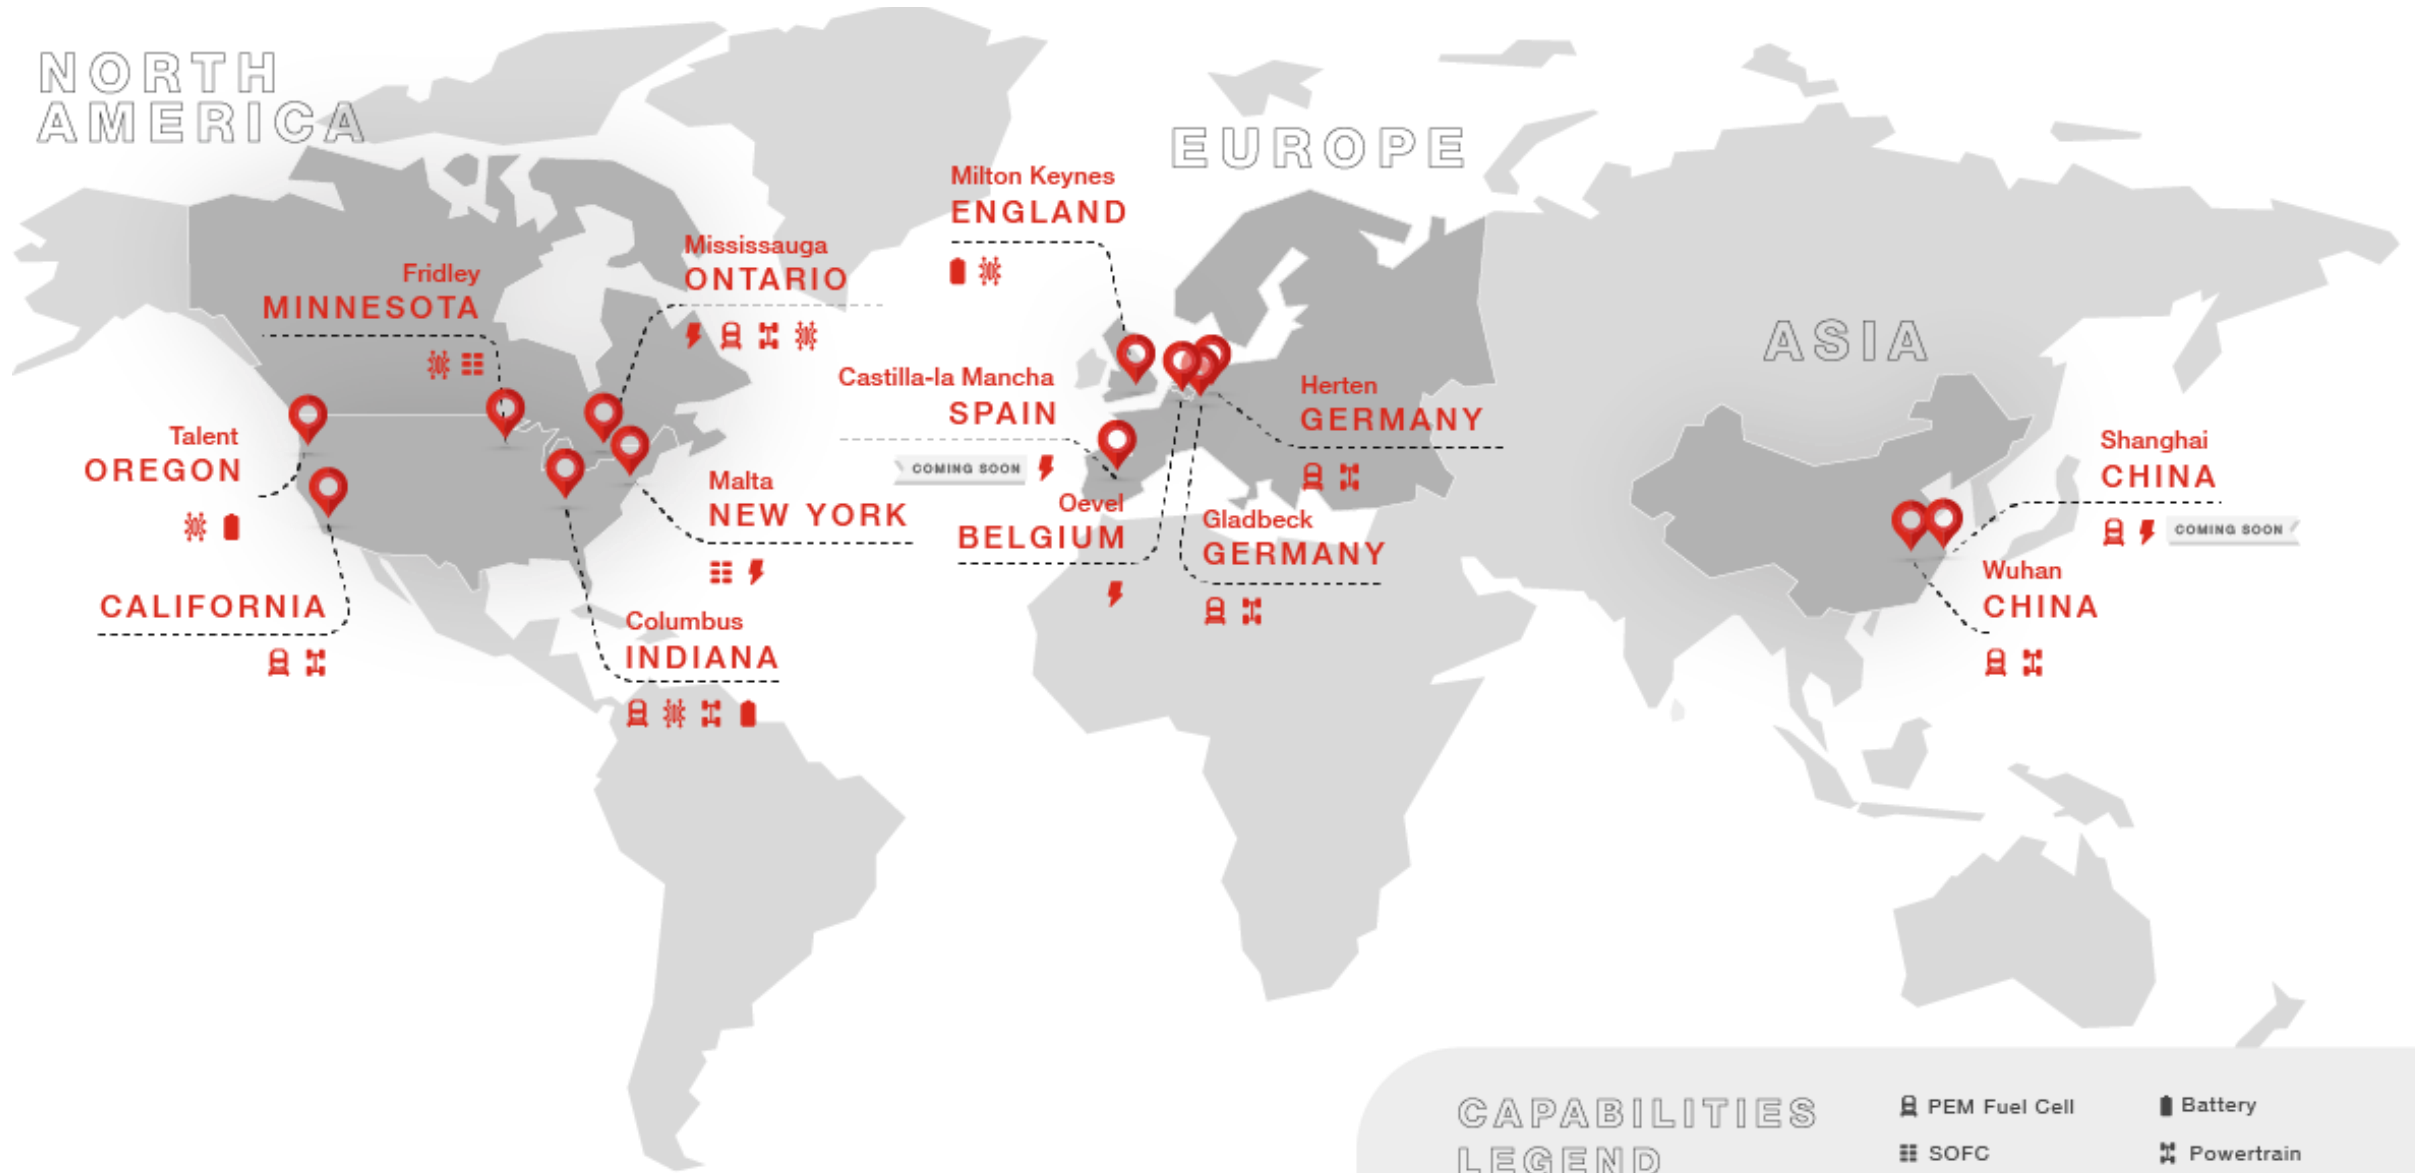 NORTH
AMERICA
EUROPE
ASIA
Fridley
MINNESOTA
Mississauga
ONTARIO
Talent
OREGON
CALIFORNIA
Malta
NEW YORK
Columbus
INDIANA
Milton Keynes
ENGLAND
Castilla-la Mancha
SPAIN
COMING SOON
Oevel
BELGIUM
Herten
GERMANY
Gladbeck
GERMANY
Shanghai
CHINA
COMING SOON
Wuhan
CHINA
CAPABILITIES
LEGEND
PEM Fuel Cell
Battery
SOFC
Powertrain